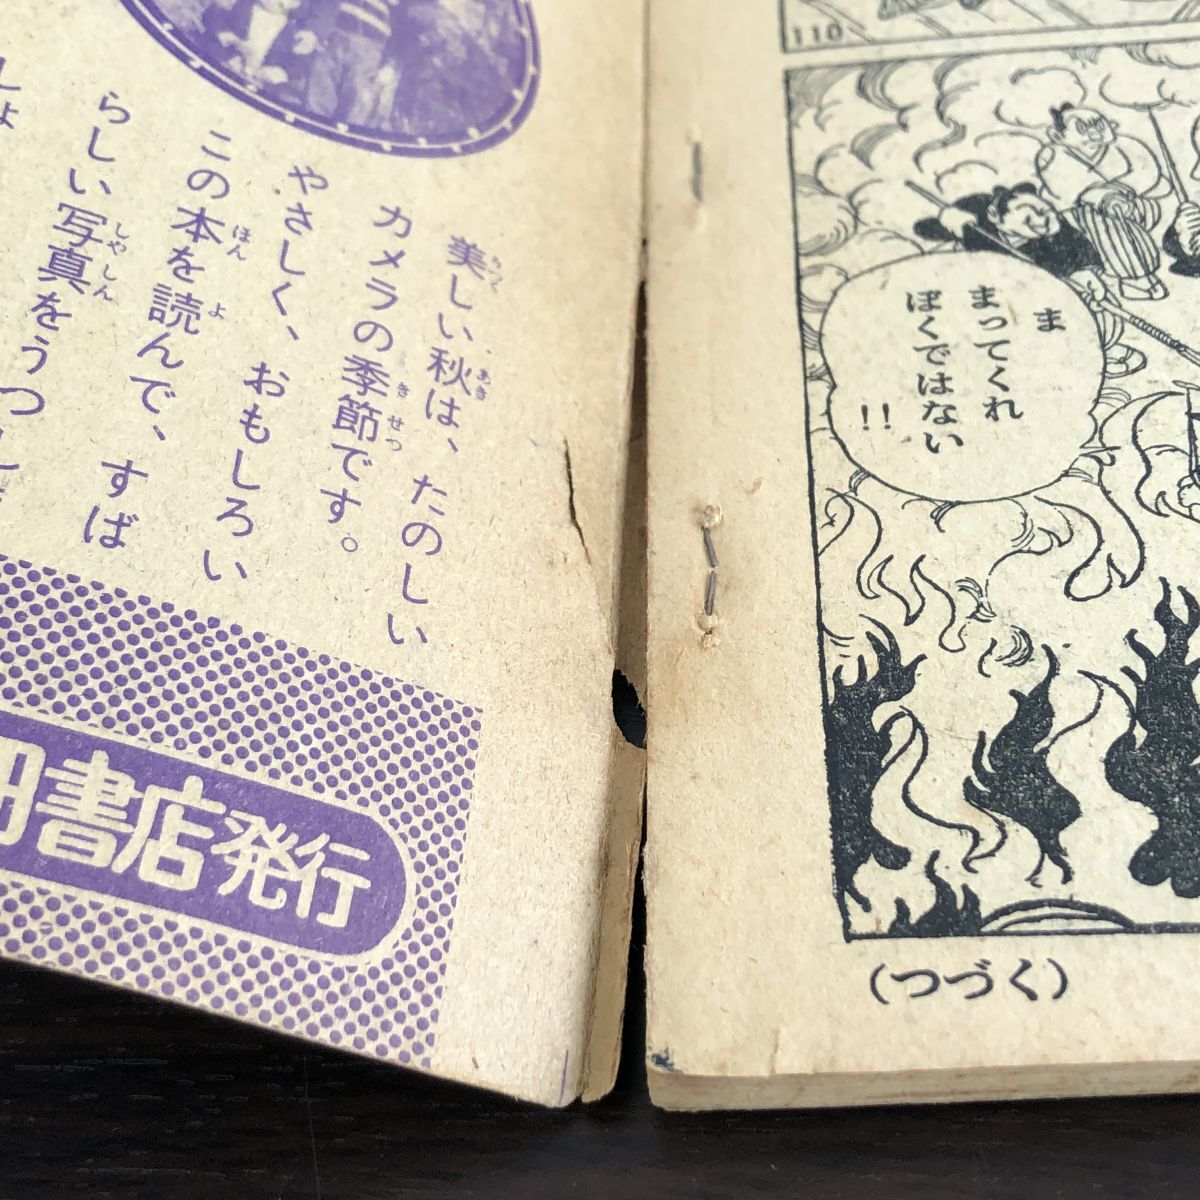 110
ま
まってくれ
ぼくではない
!!
(つづく)
美しい秋は、たのしい
カメラの季節です。
やさしく、おもしろい
この本を読んで、すば
らしい写真をうつ
書店発行